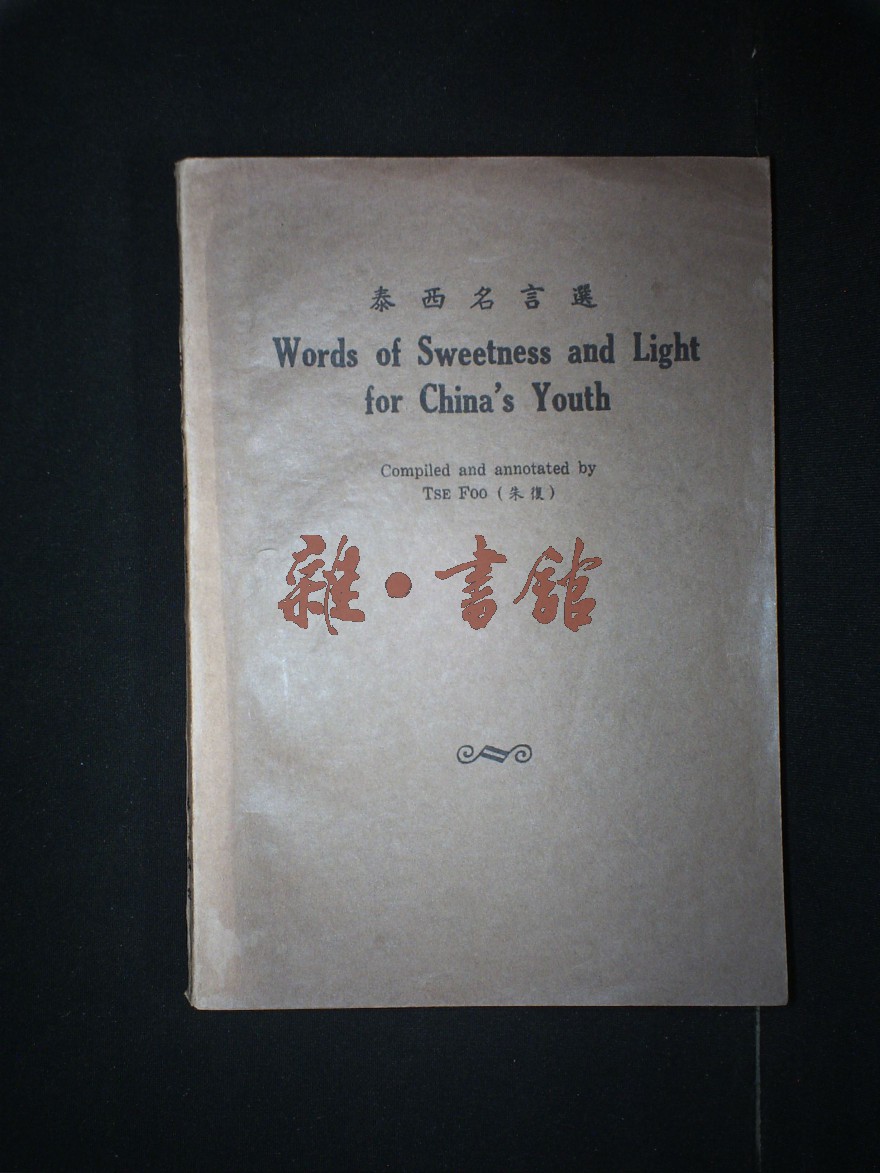 泰西名言選
Words of Sweetness and Light
for China's Youth
Compiled and annotated by
TSE FOO (朱復)
雜•書館